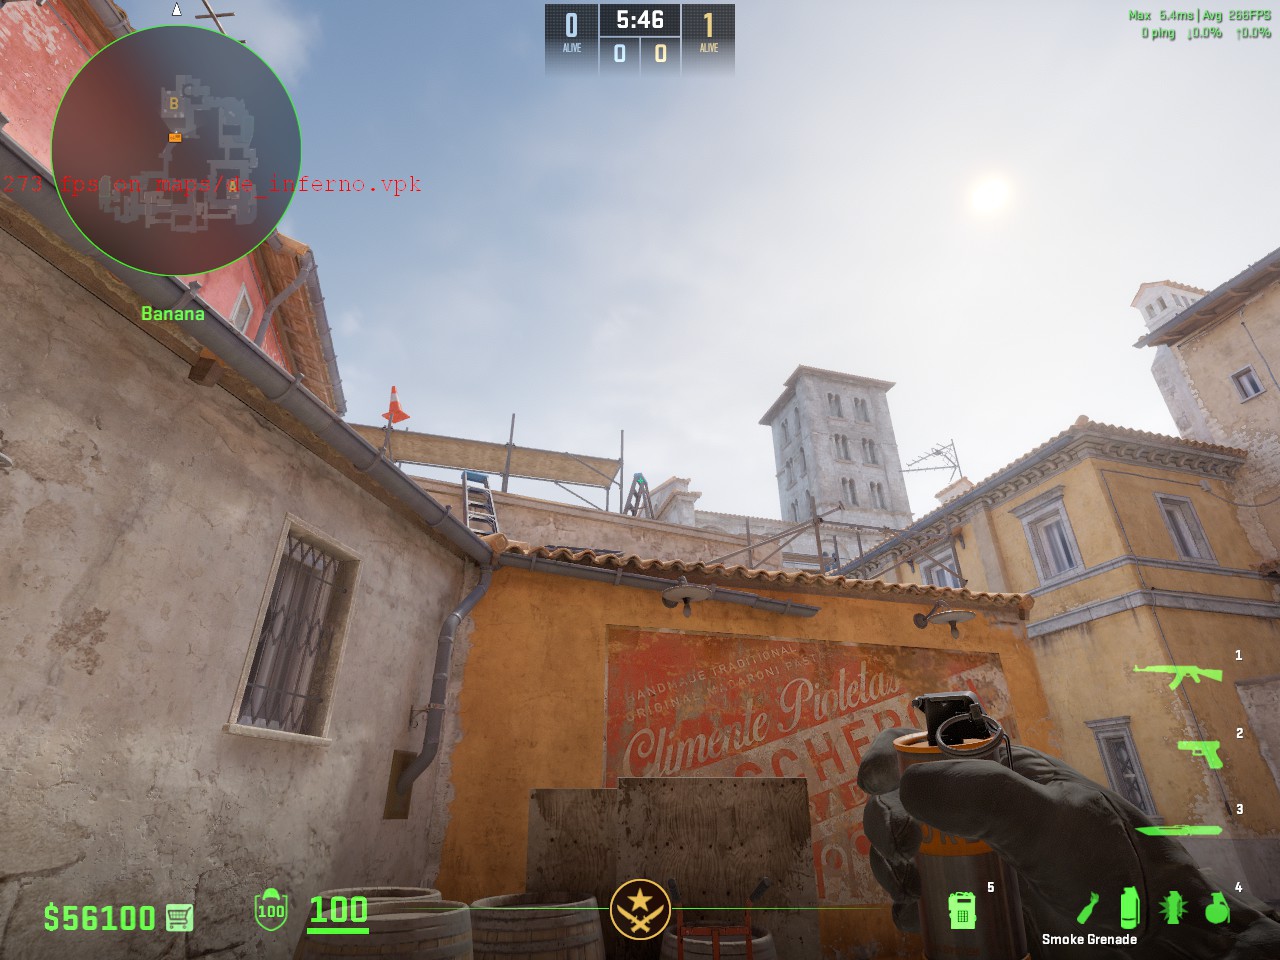 0
ALIVE
5:46
0
0
1
ALIVE
Max 5.4ms | Avg 266FPS
0 ping ↓0.0% ↑0.0%
B
273 fps on maps/de_inferno.vpk
A
Banana
HANDMADE TRADITIONAL
ORIGINAL MACARONI PASTA
Climente Pioletas
1
2
3
4
5
$56100
100
100
Smoke Grenade